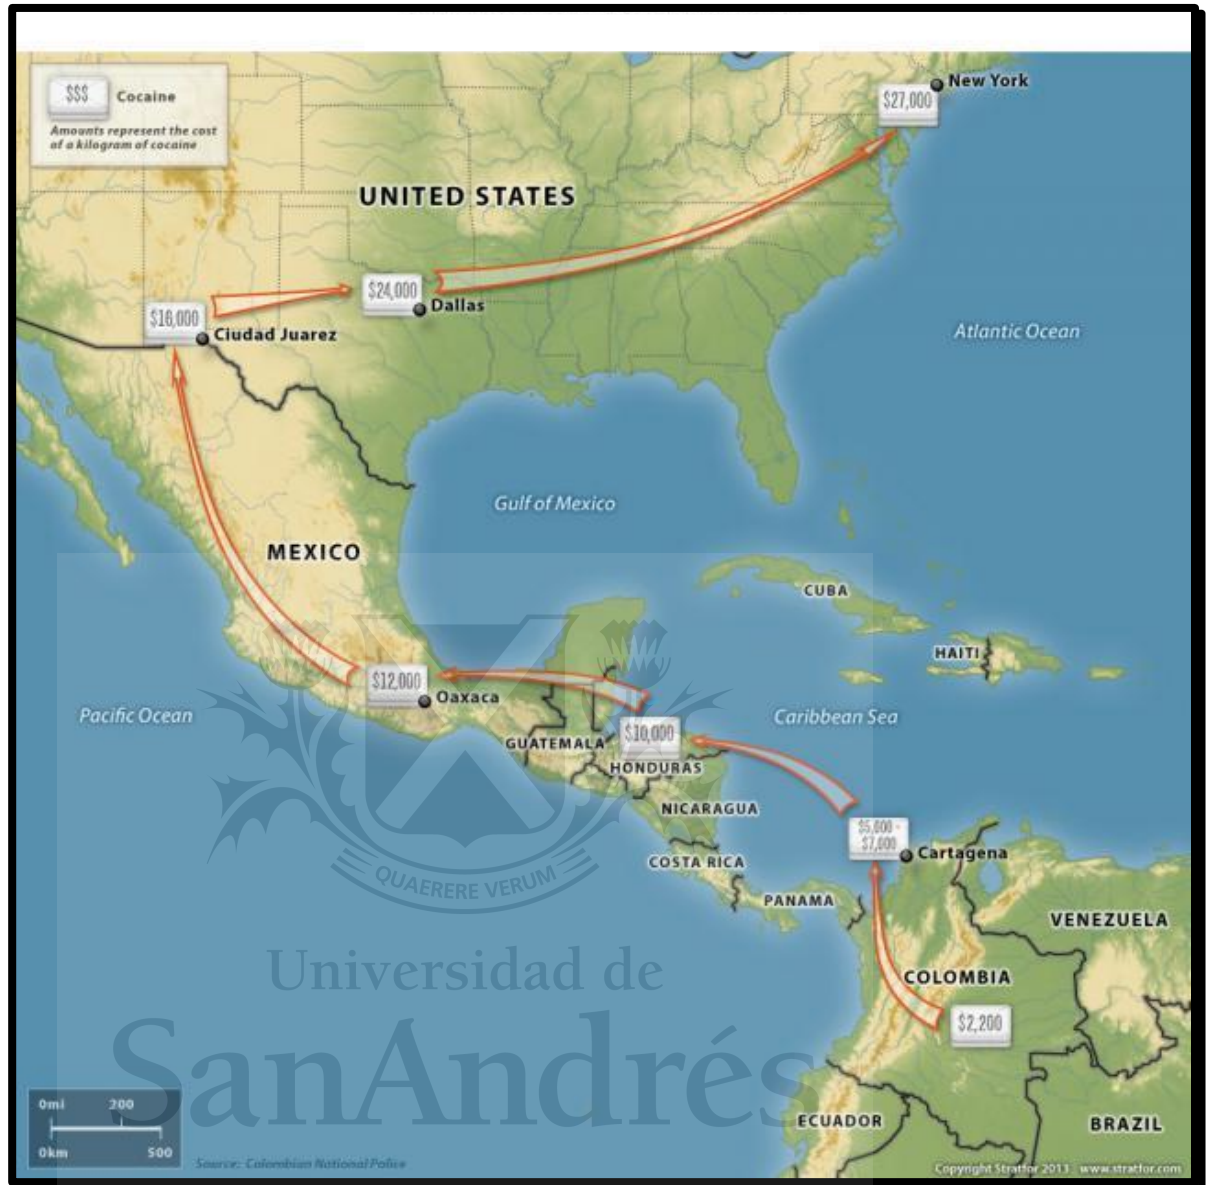 $$$
Cocaine
Amounts represent the cost
of a kilogram of cocaine
New York
$27,000
UNITED STATES
$24,000
Dallas
$16,000
Ciudad Juarez
Atlantic Ocean
Gulf of Mexico
MEXICO
CUBA
HAITI
$12,000
Oaxaca
Pacific Ocean
Caribbean Sea
$10,000
GUATEMALA
HONDURAS
NICARAGUA
$5,000 -
$7,000
Cartagena
COSTA RICA
QUAERERE VERUM
PANAMA
VENEZUELA
COLOMBIA
Universidad de
SanAndrés
$2,200
0mi 200
0km 500
ECUADOR
BRAZIL
Source: Colombian National Police
Copyright Stratfor 2013 www.stratfor.com